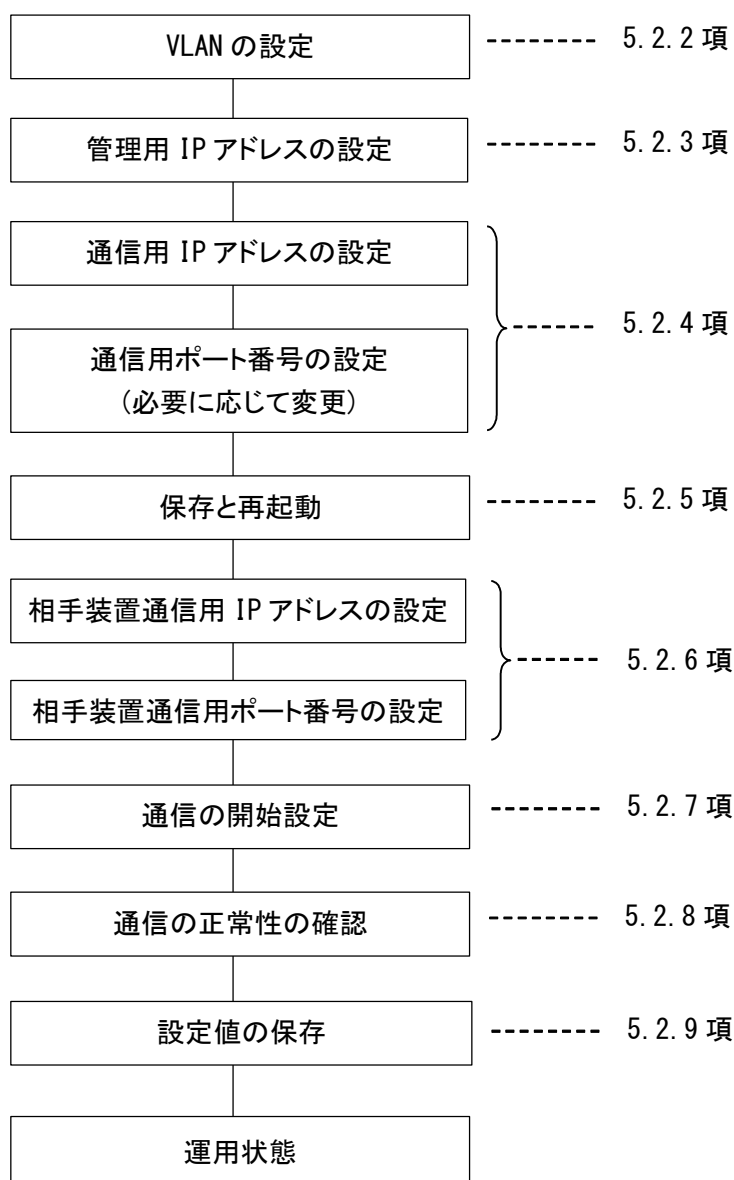 VLAN の設定
5.2.2 項
管理用 IP アドレスの設定
5.2.3 項
通信用 IP アドレスの設定
通信用ポート番号の設定
(必要に応じて変更)
5.2.4 項
保存と再起動
5.2.5 項
相手装置通信用 IP アドレスの設定
相手装置通信用ポート番号の設定
5.2.6 項
通信の開始設定
5.2.7 項
通信の正常性の確認
5.2.8 項
設定値の保存
5.2.9 項
運用状態